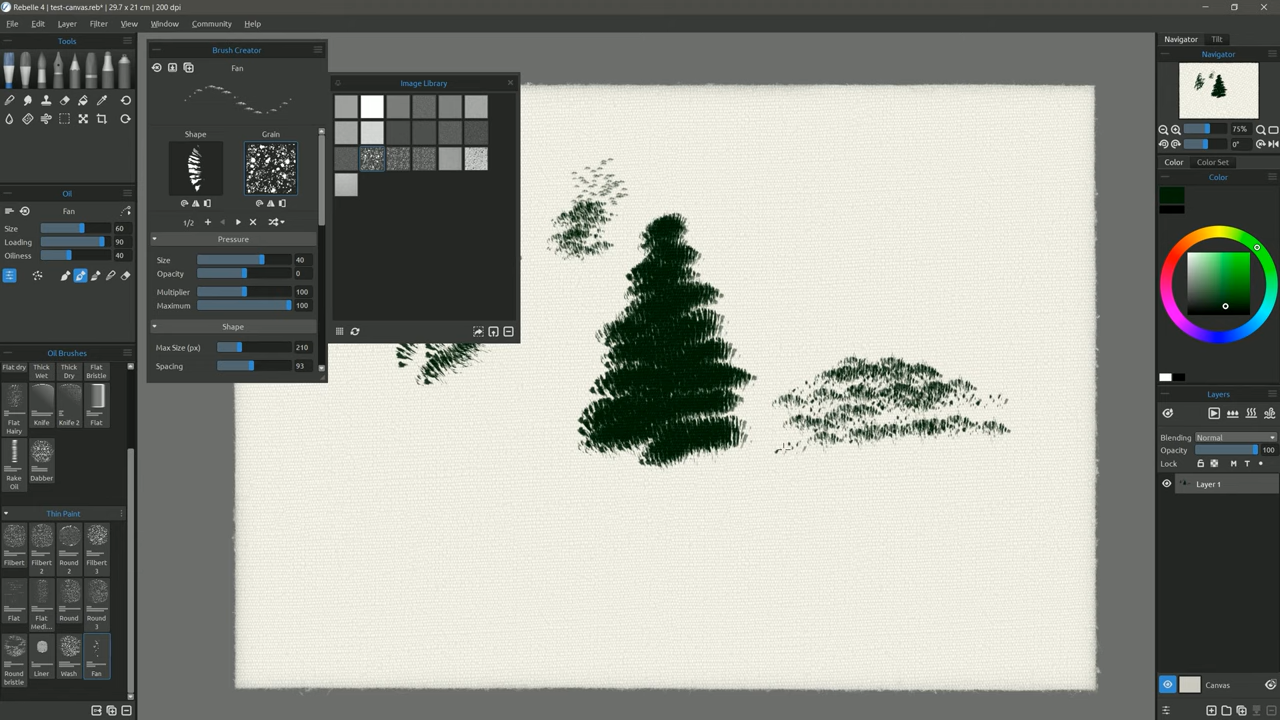 Rebelle 4 | test-canvas.reb* | 29.7 x 21 cm | 200 dpi
File Edit Layer Filter View Window Community Help
Tools
Oil
Fan
Size 60
Loading 90
Oiliness 40
Oil Brushes
Flat dry Thick Wet Thick Dry Flat Bristle
Flat Hairy Knife Knife 2 Flat
Rake Oil Dabber
Thin Paint
Filbert Filbert 2 Round 2 Filbert 3
Flat Flat Medi... Round Round 3
Round bristle Liner Wash Fan
Brush Creator
Fan
Shape Grain
1/2
Pressure
Size 40
Opacity 0
Multiplier 100
Maximum 100
Shape
Max Size (px) 210
Spacing 93
Image Library
Navigator Tilt
Navigator
75%
0°
Color Color Set
Color
Layers
Blending Normal
Opacity 100
Lock M T
Layer 1
Canvas